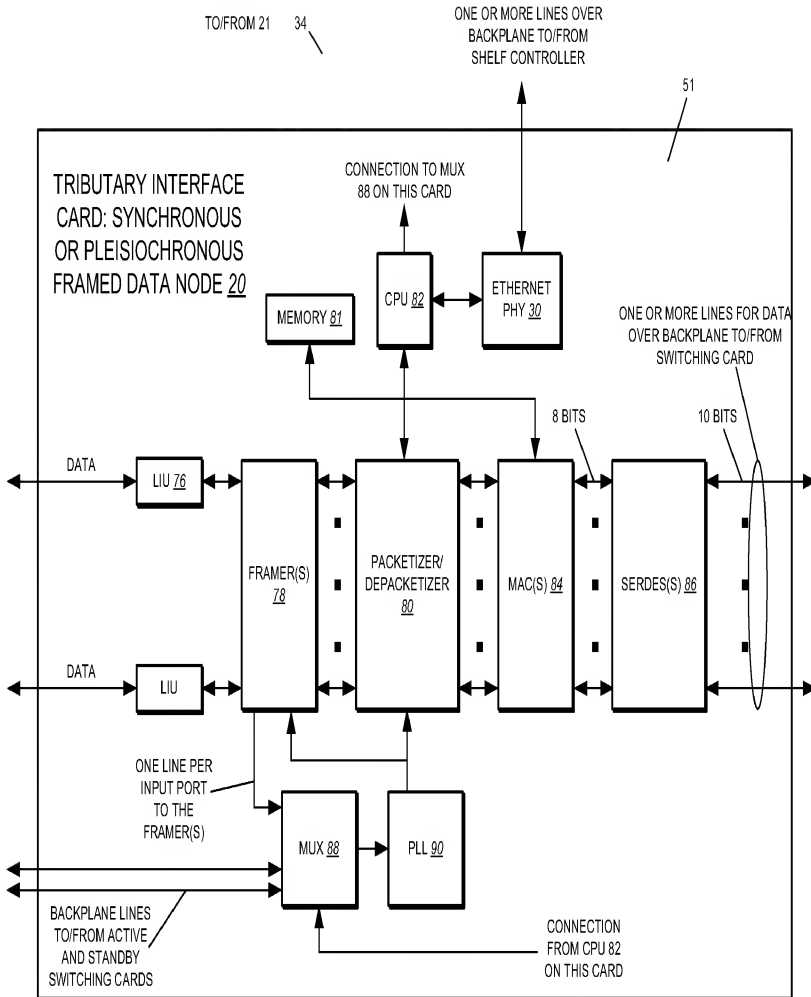 TO/FROM 21 34
ONE OR MORE LINES OVER
BACKPLANE TO/FROM
SHELF CONTROLLER
51
TRIBUTARY INTERFACE
CARD: SYNCHRONOUS
OR PLEISIOCHRONOUS
FRAMED DATA NODE 20
CONNECTION TO MUX
88 ON THIS CARD
MEMORY 81
CPU 82
ETHERNET
PHY 30
ONE OR MORE LINES FOR DATA
OVER BACKPLANE TO/FROM
SWITCHING CARD
8 BITS
10 BITS
DATA
LIU 76
FRAMER(S)
78
PACKETIZER/
DEPACKETIZER
80
MAC(S) 84
SERDES(S) 86
DATA
LIU
ONE LINE PER
INPUT PORT
TO THE
FRAMER(S)
MUX 88
PLL 90
BACKPLANE LINES
TO/FROM ACTIVE
AND STANDBY
SWITCHING CARDS
CONNECTION
FROM CPU 82
ON THIS CARD